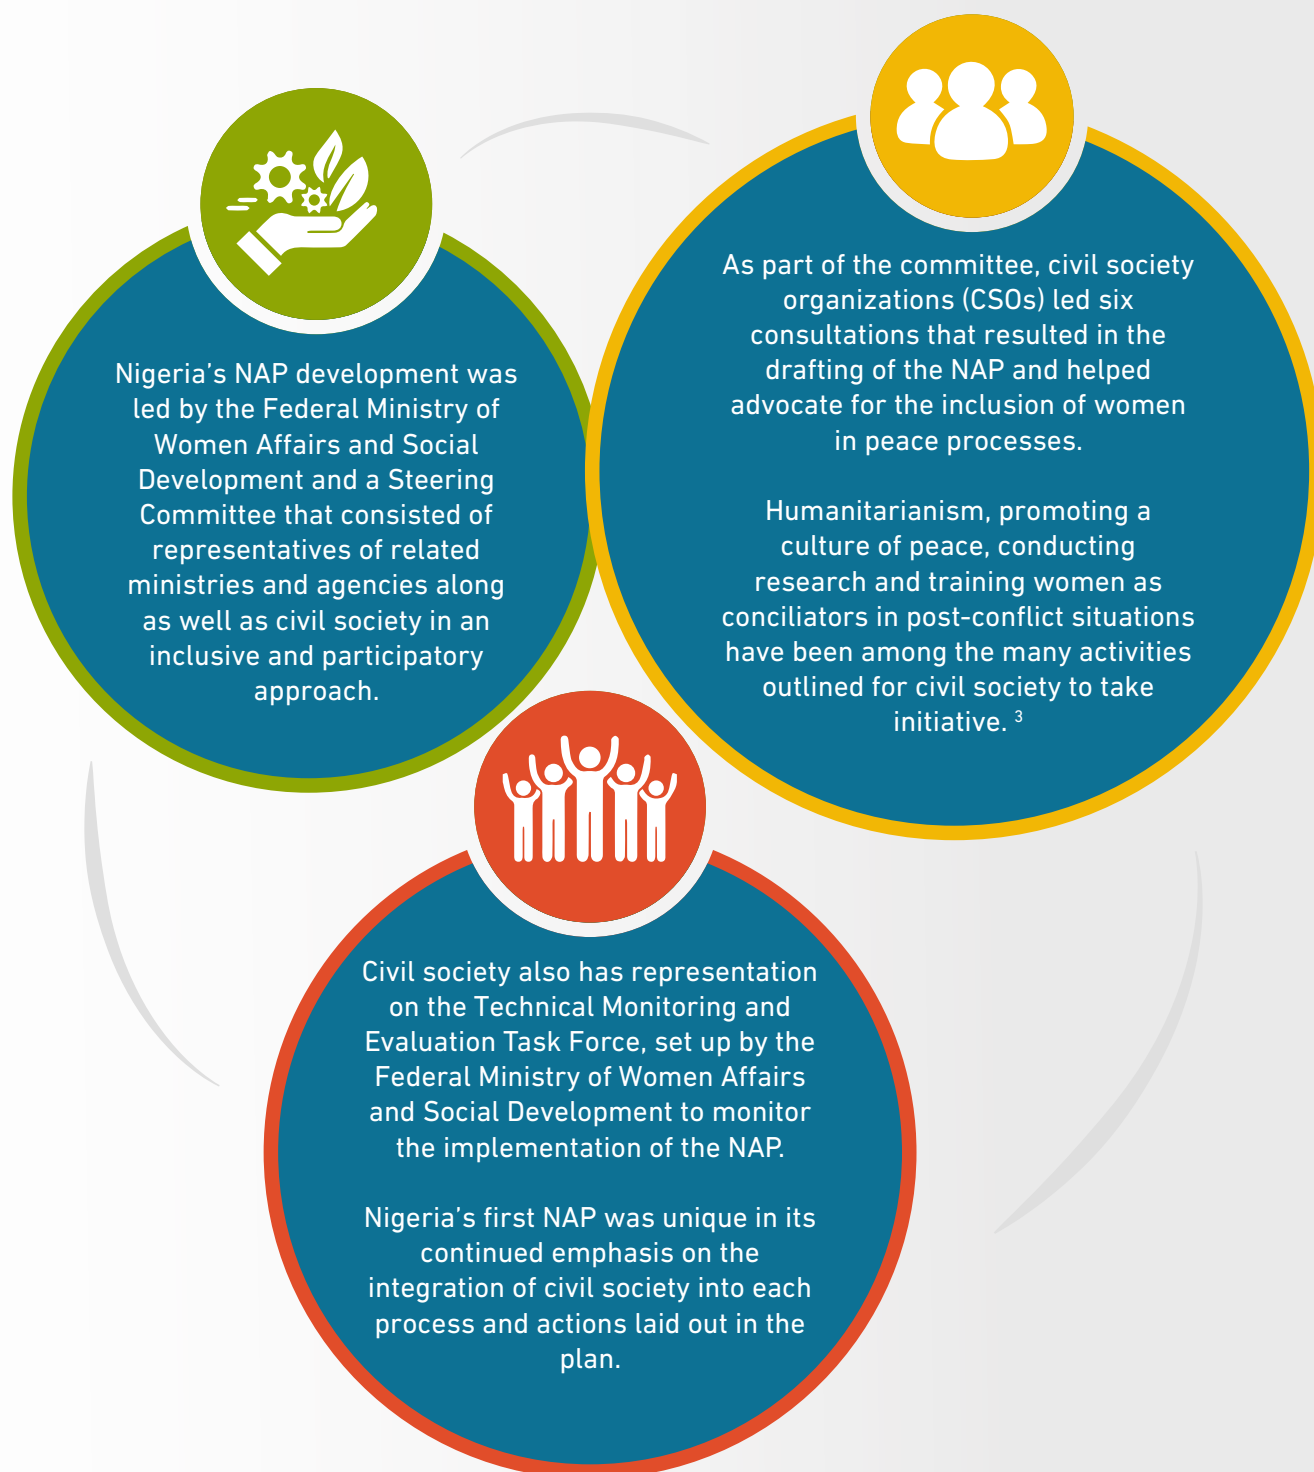 Nigeria's NAP development was
led by the Federal Ministry of
Women Affairs and Social
Development and a Steering
Committee that consisted of
representatives of related
ministries and agencies along
as well as civil society in an
inclusive and participatory
approach.
As part of the committee, civil society
organizations (CSOs) led six
consultations that resulted in the
drafting of the NAP and helped
advocate for the inclusion of women
in peace processes.
Humanitarianism, promoting a
culture of peace, conducting
research and training women as
conciliators in post-conflict situations
have been among the many activities
outlined for civil society to take
initiative. 3
Civil society also has representation
on the Technical Monitoring and
Evaluation Task Force, set up by the
Federal Ministry of Women Affairs
and Social Development to monitor
the implementation of the NAP.
Nigeria's first NAP was unique in its
continued emphasis on the
integration of civil society into each
process and actions laid out in the
plan.